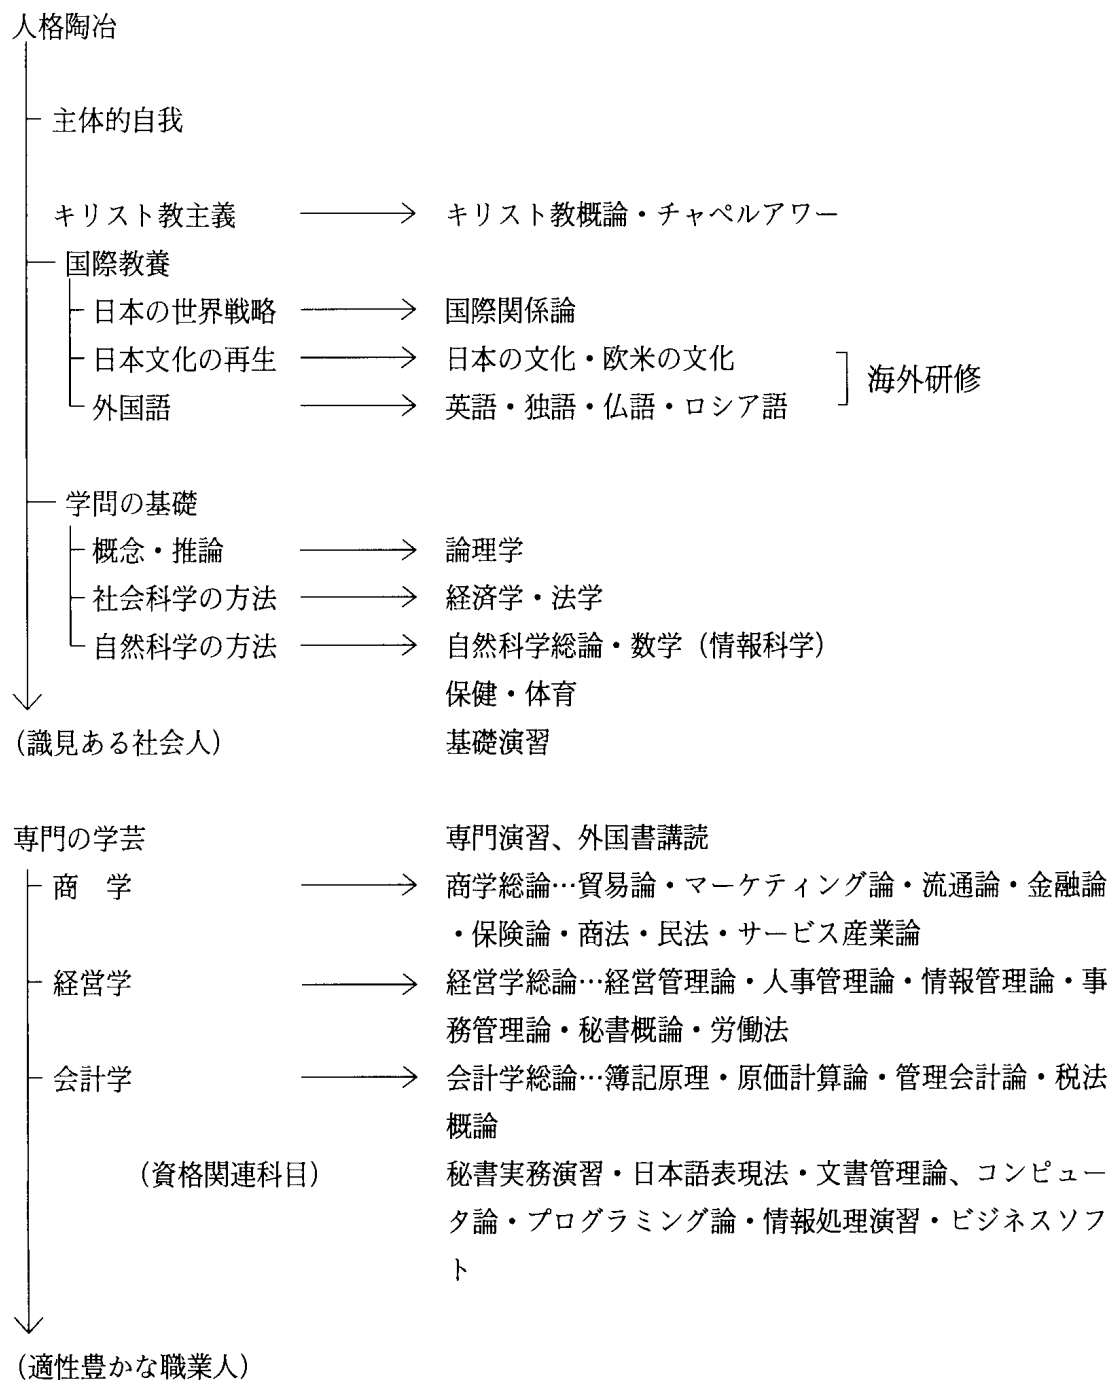 人格陶冶
主体的自我
キリスト教主義 キリスト教概論・チャペルアワー
国際教養
日本の世界戦略 国際関係論
日本文化の再生 日本の文化・欧米の文化
海外研修
外国語 英語・独語・仏語・ロシア語
学問の基礎
概念・推論 論理学
社会科学の方法 経済学・法学
自然科学の方法 自然科学総論・数学（情報科学）
保健・体育
（識見ある社会人） 基礎演習
専門の学芸 専門演習、外国書講読
商　学 商学総論…貿易論・マーケティング論・流通論・金融論
・保険論・商法・民法・サービス産業論
経営学 経営学総論…経営管理論・人事管理論・情報管理論・事
務管理論・秘書概論・労働法
会計学 会計学総論…簿記原理・原価計算論・管理会計論・税法
概論
（資格関連科目） 秘書実務演習・日本語表現法・文書管理論、コンピュー
タ論・プログラミング論・情報処理演習・ビジネスソフ
ト
（適性豊かな職業人）